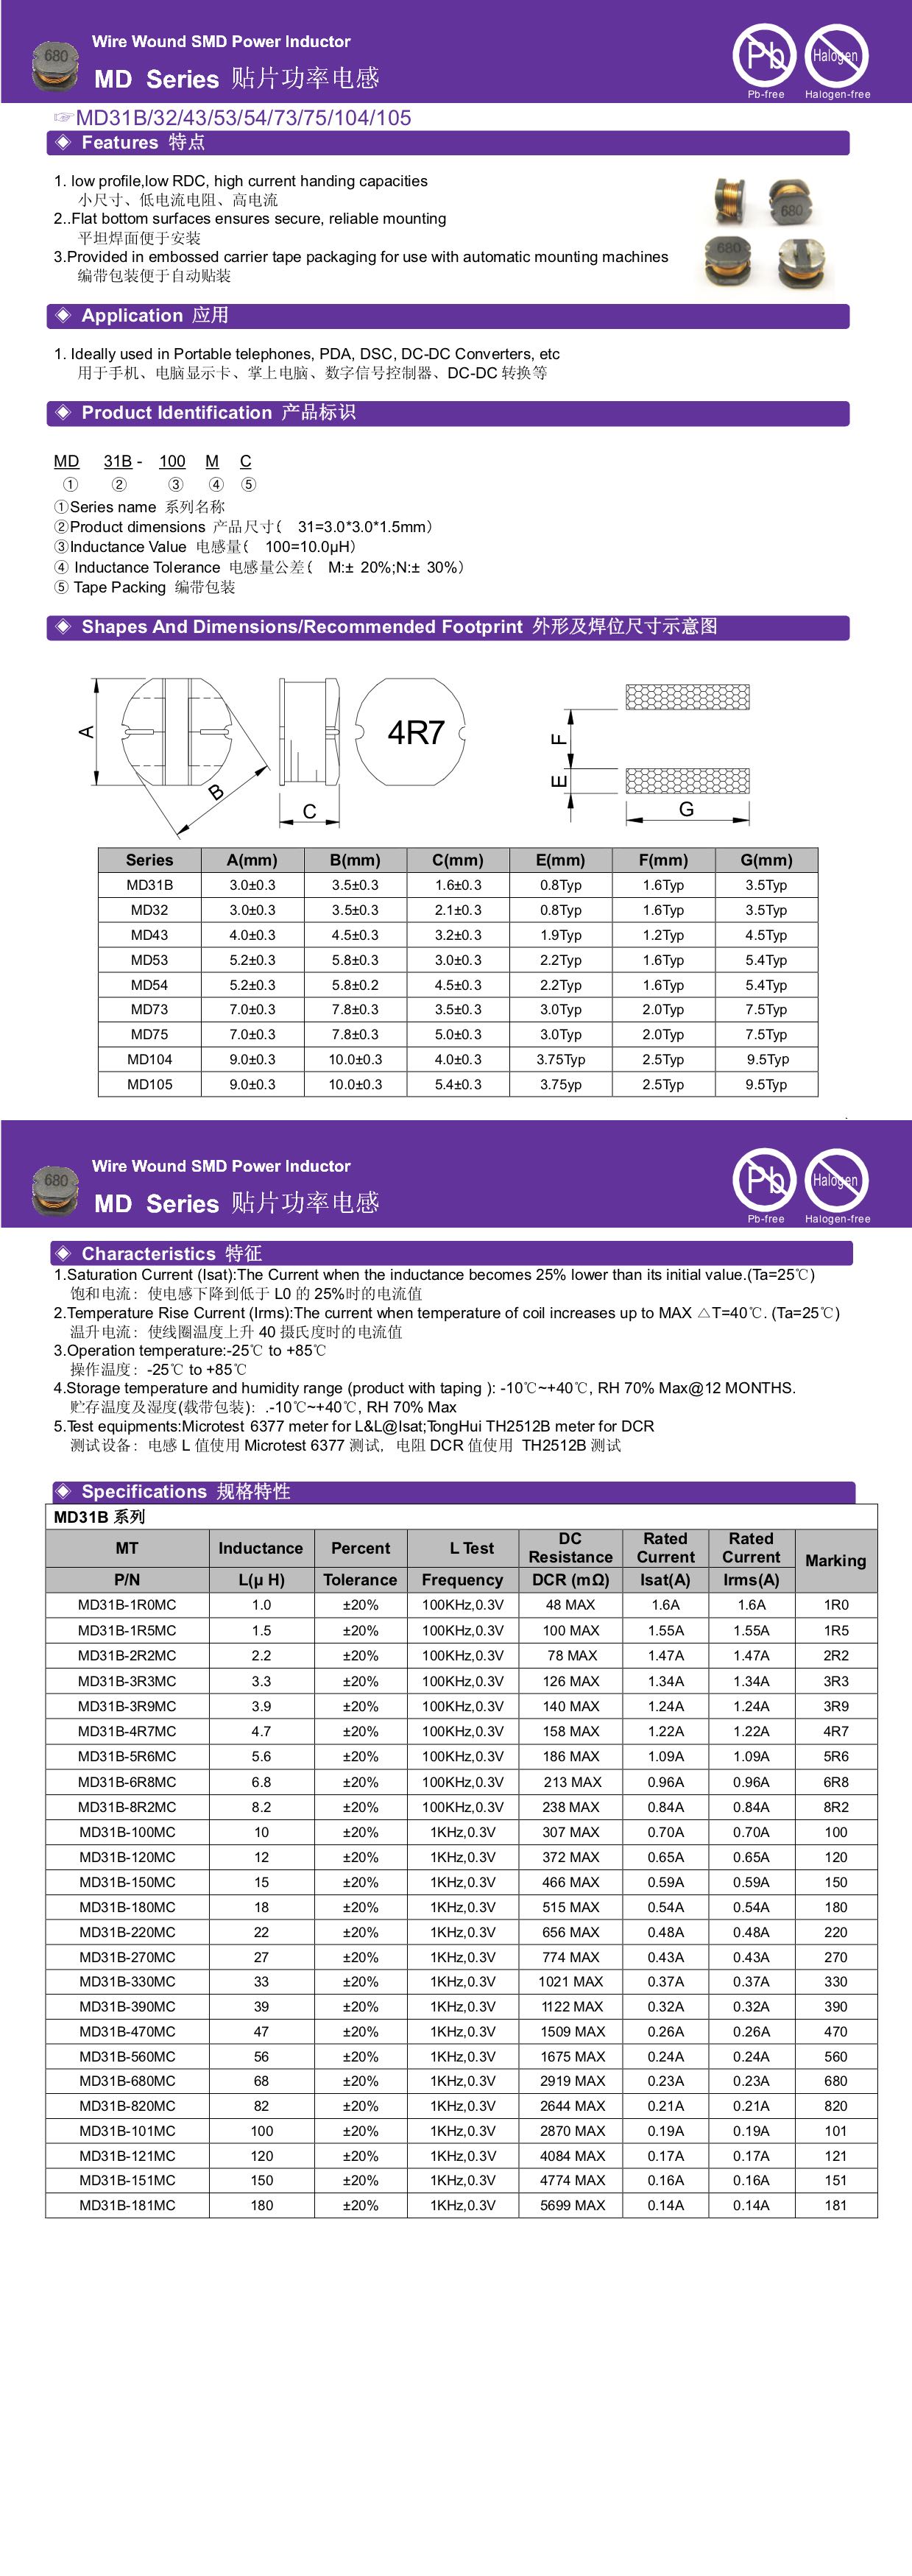 680
Wire Wound SMD Power Inductor
MD Series 贴片功率电感
Pb
Halogen
Pb-free
Halogen-free
☞MD31B/32/43/53/54/73/75/104/105
◈ Features 特点
1. low profile,low RDC, high current handing capacities
小尺寸、低电流电阻、高电流
2..Flat bottom surfaces ensures secure, reliable mounting
平坦焊面便于安装
3.Provided in embossed carrier tape packaging for use with automatic mounting machines
编带包装便于自动贴装
680
680
◈ Application 应用
1. Ideally used in Portable telephones, PDA, DSC, DC-DC Converters, etc
用于手机、电脑显示卡、掌上电脑、数字信号控制器、DC-DC 转换等
◈ Product Identification 产品标识
MD 31B - 100 M C
① ② ③ ④ ⑤
①Series name 系列名称
②Product dimensions 产品尺寸( 31=3.0*3.0*1.5mm)
③Inductance Value 电感量( 100=10.0μH)
④ Inductance Tolerance 电感量公差( M:± 20%;N:± 30%)
⑤ Tape Packing 编带包装
◈ Shapes And Dimensions/Recommended Footprint 外形及焊位尺寸示意图
A
B
C
4R7
F
E
G
Series A(mm) B(mm) C(mm) E(mm) F(mm) G(mm)
MD31B 3.0±0.3 3.5±0.3 1.6±0.3 0.8Typ 1.6Typ 3.5Typ
MD32 3.0±0.3 3.5±0.3 2.1±0.3 0.8Typ 1.6Typ 3.5Typ
MD43 4.0±0.3 4.5±0.3 3.2±0.3 1.9Typ 1.2Typ 4.5Typ
MD53 5.2±0.3 5.8±0.3 3.0±0.3 2.2Typ 1.6Typ 5.4Typ
MD54 5.2±0.3 5.8±0.2 4.5±0.3 2.2Typ 1.6Typ 5.4Typ
MD73 7.0±0.3 7.8±0.3 3.5±0.3 3.0Typ 2.0Typ 7.5Typ
MD75 7.0±0.3 7.8±0.3 5.0±0.3 3.0Typ 2.0Typ 7.5Typ
MD104 9.0±0.3 10.0±0.3 4.0±0.3 3.75Typ 2.5Typ 9.5Typ
MD105 9.0±0.3 10.0±0.3 5.4±0.3 3.75yp 2.5Typ 9.5Typ
680
Wire Wound SMD Power Inductor
MD Series 贴片功率电感
Pb
Halogen
Pb-free
Halogen-free
◈ Characteristics 特征
1.Saturation Current (Isat):The Current when the inductance becomes 25% lower than its initial value.(Ta=25℃)
饱和电流：使电感下降到低于 L0 的 25%时的电流值
2.Temperature Rise Current (Irms):The current when temperature of coil increases up to MAX △T=40℃. (Ta=25℃)
温升电流：使线圈温度上升 40 摄氏度时的电流值
3.Operation temperature:-25℃ to +85℃
操作温度：-25℃ to +85℃
4.Storage temperature and humidity range (product with taping ): -10℃~+40℃, RH 70% Max@12 MONTHS.
贮存温度及湿度(载带包装)：.-10℃~+40℃, RH 70% Max
5.Test equipments:Microtest 6377 meter for L&L@Isat;TongHui TH2512B meter for DCR
测试设备：电感 L 值使用 Microtest 6377 测试，电阻 DCR 值使用 TH2512B 测试
◈ Specifications 规格特性
MD31B 系列
MT Inductance Percent L Test DC Resistance Rated Current Rated Current Marking
P/N L(μ H) Tolerance Frequency DCR (mΩ) Isat(A) Irms(A)
MD31B-1R0MC 1.0 ±20% 100KHz,0.3V 48 MAX 1.6A 1.6A 1R0
MD31B-1R5MC 1.5 ±20% 100KHz,0.3V 100 MAX 1.55A 1.55A 1R5
MD31B-2R2MC 2.2 ±20% 100KHz,0.3V 78 MAX 1.47A 1.47A 2R2
MD31B-3R3MC 3.3 ±20% 100KHz,0.3V 126 MAX 1.34A 1.34A 3R3
MD31B-3R9MC 3.9 ±20% 100KHz,0.3V 140 MAX 1.24A 1.24A 3R9
MD31B-4R7MC 4.7 ±20% 100KHz,0.3V 158 MAX 1.22A 1.22A 4R7
MD31B-5R6MC 5.6 ±20% 100KHz,0.3V 186 MAX 1.09A 1.09A 5R6
MD31B-6R8MC 6.8 ±20% 100KHz,0.3V 213 MAX 0.96A 0.96A 6R8
MD31B-8R2MC 8.2 ±20% 100KHz,0.3V 238 MAX 0.84A 0.84A 8R2
MD31B-100MC 10 ±20% 1KHz,0.3V 307 MAX 0.70A 0.70A 100
MD31B-120MC 12 ±20% 1KHz,0.3V 372 MAX 0.65A 0.65A 120
MD31B-150MC 15 ±20% 1KHz,0.3V 466 MAX 0.59A 0.59A 150
MD31B-180MC 18 ±20% 1KHz,0.3V 515 MAX 0.54A 0.54A 180
MD31B-220MC 22 ±20% 1KHz,0.3V 656 MAX 0.48A 0.48A 220
MD31B-270MC 27 ±20% 1KHz,0.3V 774 MAX 0.43A 0.43A 270
MD31B-330MC 33 ±20% 1KHz,0.3V 1021 MAX 0.37A 0.37A 330
MD31B-390MC 39 ±20% 1KHz,0.3V 1122 MAX 0.32A 0.32A 390
MD31B-470MC 47 ±20% 1KHz,0.3V 1509 MAX 0.26A 0.26A 470
MD31B-560MC 56 ±20% 1KHz,0.3V 1675 MAX 0.24A 0.24A 560
MD31B-680MC 68 ±20% 1KHz,0.3V 2919 MAX 0.23A 0.23A 680
MD31B-820MC 82 ±20% 1KHz,0.3V 2644 MAX 0.21A 0.21A 820
MD31B-101MC 100 ±20% 1KHz,0.3V 2870 MAX 0.19A 0.19A 101
MD31B-121MC 120 ±20% 1KHz,0.3V 4084 MAX 0.17A 0.17A 121
MD31B-151MC 150 ±20% 1KHz,0.3V 4774 MAX 0.16A 0.16A 151
MD31B-181MC 180 ±20% 1KHz,0.3V 5699 MAX 0.14A 0.14A 181